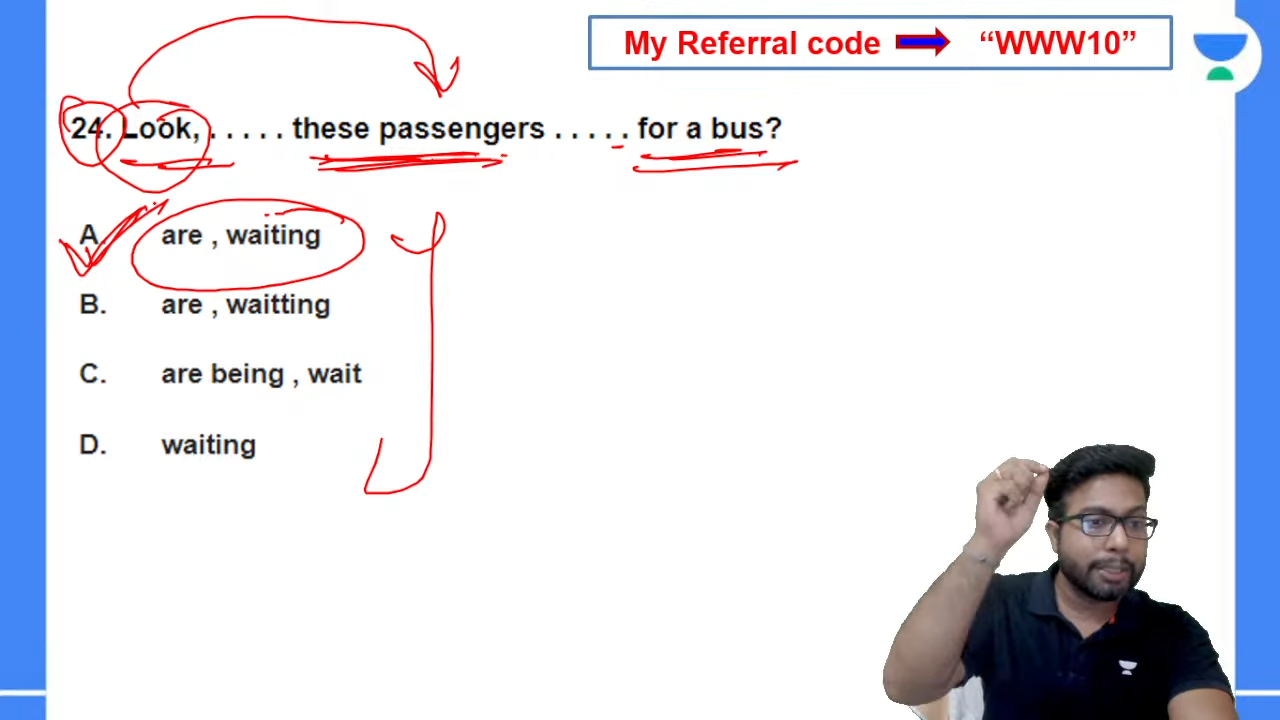 My Referral code “WWW10”
24. Look, . . . . . these passengers . . . . . for a bus?
A. are , waiting
B. are , waitting
C. are being , wait
D. waiting